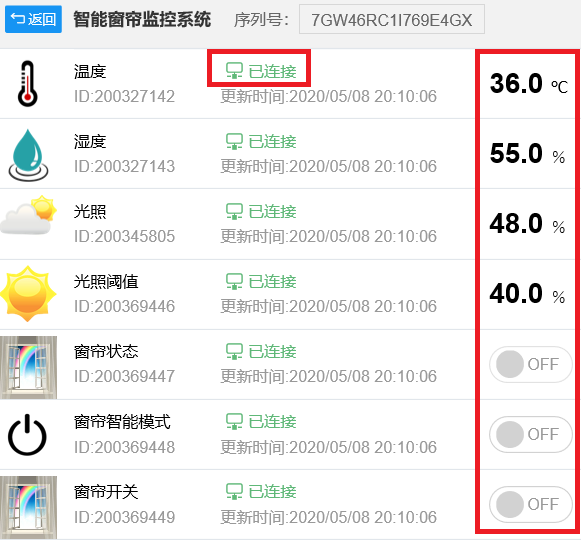 返回 智能窗帘监控系统 序列号： 7GW46RC1I769E4GX
温度 已连接 36.0 ℃
ID:200327142 更新时间:2020/05/08 20:10:06
湿度 已连接 55.0 %
ID:200327143 更新时间:2020/05/08 20:10:06
光照 已连接 48.0 %
ID:200345805 更新时间:2020/05/08 20:10:06
光照阈值 已连接 40.0 %
ID:200369446 更新时间:2020/05/08 20:10:06
窗帘状态 已连接 OFF
ID:200369447 更新时间:2020/05/08 20:10:06
窗帘智能模式 已连接 OFF
ID:200369448 更新时间:2020/05/08 20:10:06
窗帘开关 已连接 OFF
ID:200369449 更新时间:2020/05/08 20:10:06